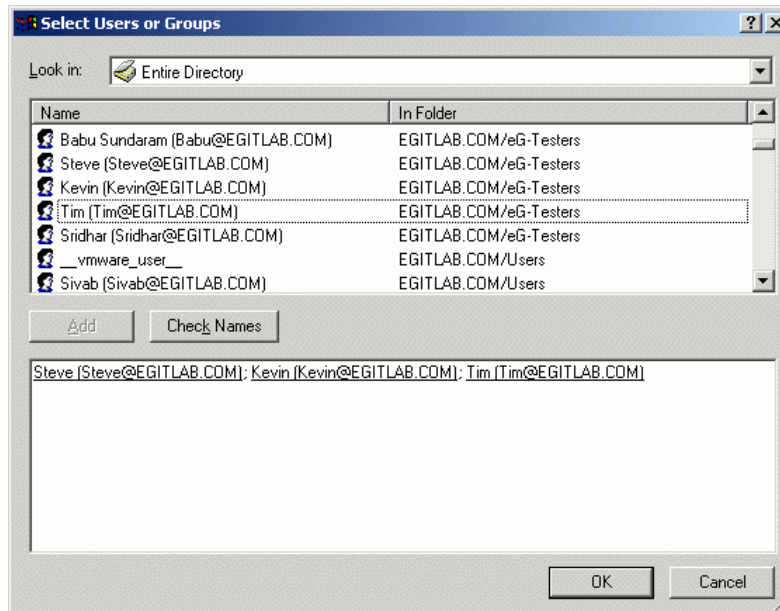 Select Users or Groups
Look in: Entire Directory
Name In Folder
Babu Sundaram (Babu@EGITLAB.COM) EGITLAB.COM/eG-Testers
Steve (Steve@EGITLAB.COM) EGITLAB.COM/eG-Testers
Kevin (Kevin@EGITLAB.COM) EGITLAB.COM/eG-Testers
Tim (Tim@EGITLAB.COM) EGITLAB.COM/eG-Testers
Sridhar (Sridhar@EGITLAB.COM) EGITLAB.COM/eG-Testers
__vmware_user__ EGITLAB.COM/Users
Sivab (Sivab@EGITLAB.COM) EGITLAB.COM/Users
Add Check Names
Steve (Steve@EGITLAB.COM); Kevin (Kevin@EGITLAB.COM); Tim (Tim@EGITLAB.COM)
OK Cancel